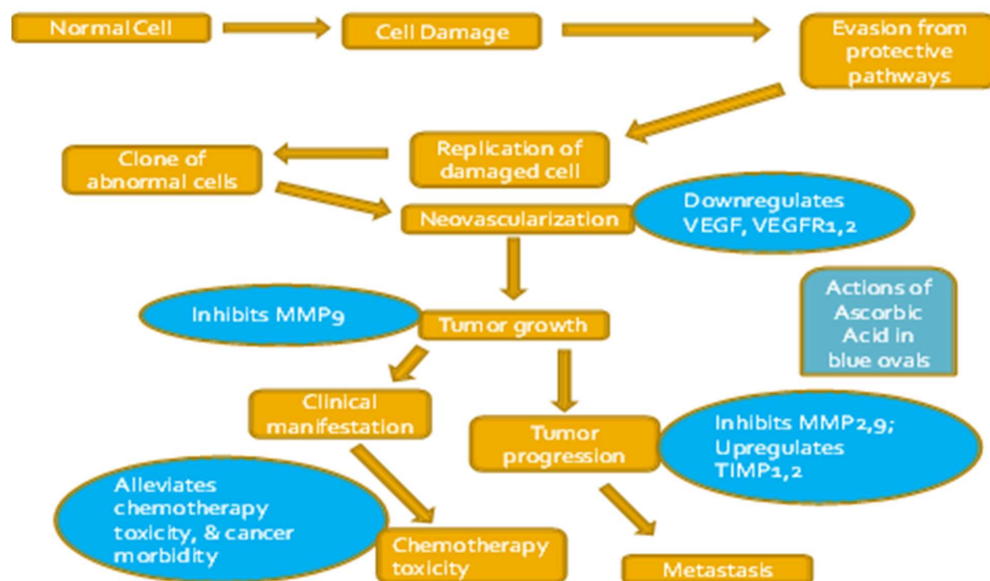 Normal Cell
Cell Damage
Evasion from
protective
pathways
Replication of
damaged cell
Clone of
abnormal cells
Neovascularization
Downregulates
VEGF, VEGFR1,2
Inhibits MMP9
Tumor growth
Actions of
Ascorbic
Acid in
blue ovals
Clinical
manifestation
Tumor
progression
Inhibits MMP2,9;
Upregulates
TIMP1,2
Alleviates
chemotherapy
toxicity, & cancer
morbidity
Chemotherapy
toxicity
Metastasis